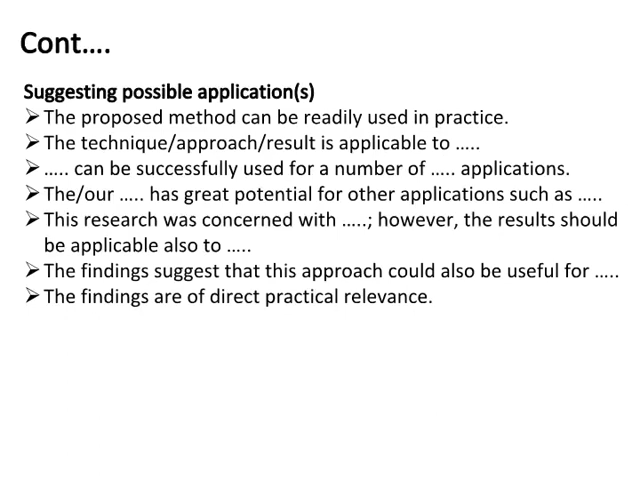 Cont….
Suggesting possible application(s)
➢ The proposed method can be readily used in practice.
➢ The technique/approach/result is applicable to …..
➢ ….. can be successfully used for a number of ….. applications.
➢ The/our ….. has great potential for other applications such as …..
➢ This research was concerned with …..; however, the results should
be applicable also to …..
➢ The findings suggest that this approach could also be useful for …..
➢ The findings are of direct practical relevance.